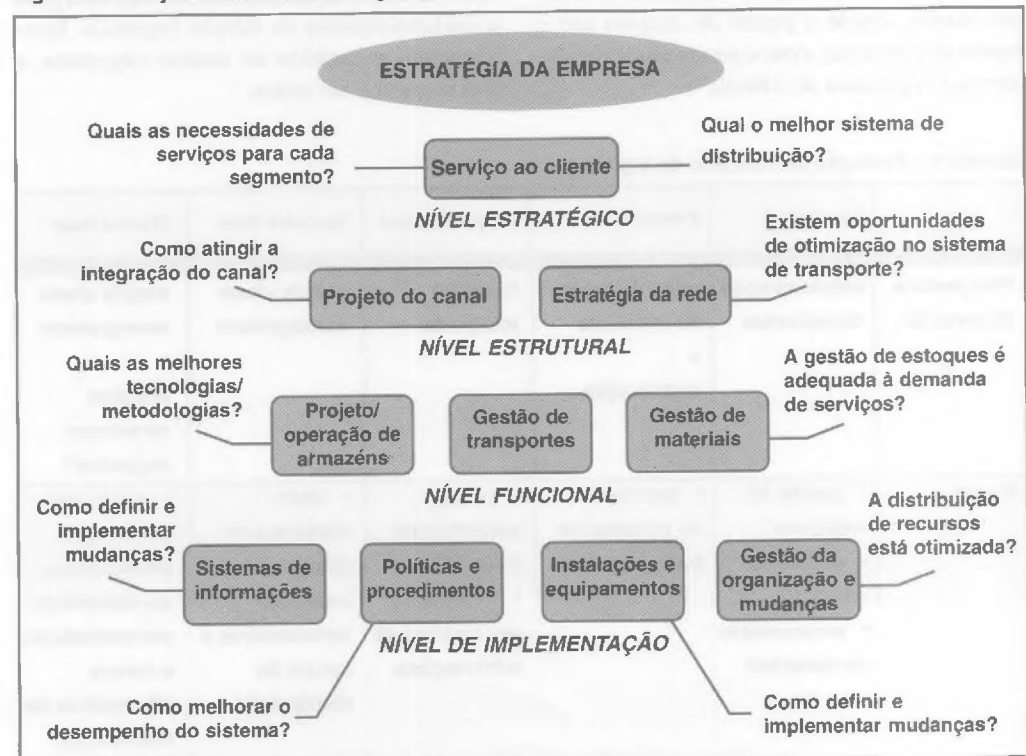 ESTRATÉGIA DA EMPRESA
Quais as necessidades de
serviços para cada
segmento?
Serviço ao cliente
Qual o melhor sistema de
distribuição?
NÍVEL ESTRATÉGICO
Como atingir a
integração do canal?
Projeto do canal
Estratégia da rede
Existem oportunidades
de otimização no sistema
de transporte?
NÍVEL ESTRUTURAL
Quais as melhores
tecnologias/
metodologias?
Projeto/
operação de
armazéns
Gestão de
transportes
Gestão de
materiais
A gestão de estoques é
adequada à demanda
de serviços?
NÍVEL FUNCIONAL
Como definir e
implementar
mudanças?
Sistemas de
informações
Políticas e
procedimentos
Instalações e
equipamentos
Gestão da
organização e
mudanças
A distribuição
de recursos
está otimizada?
NÍVEL DE IMPLEMENTAÇÃO
Como melhorar o
desempenho do sistema?
Como definir e
implementar mudanças?